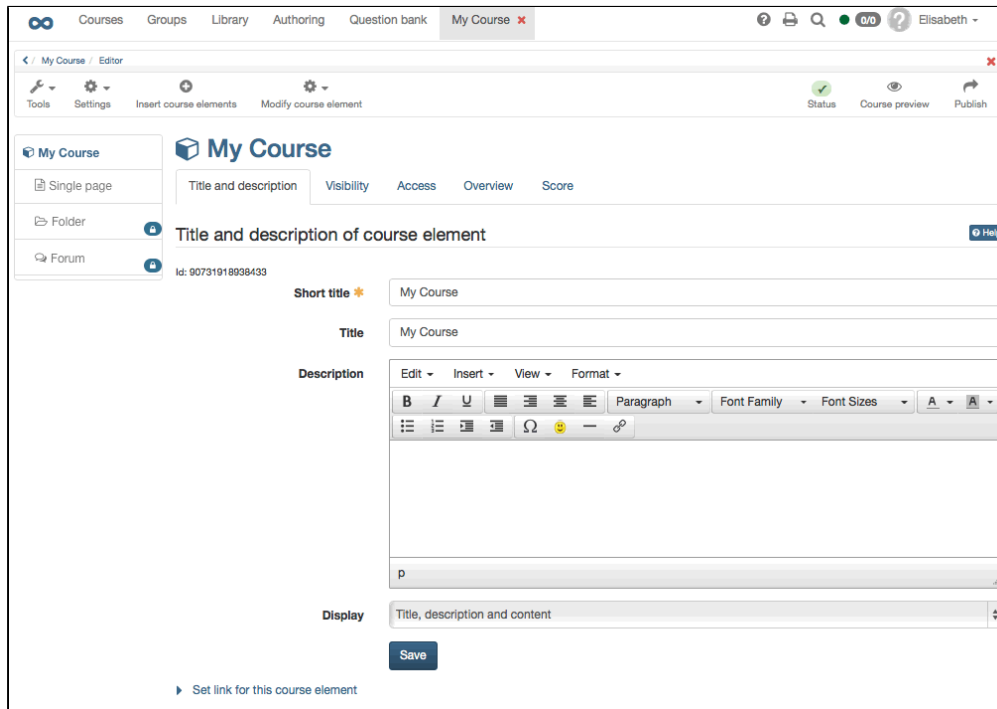 Courses Groups Library Authoring Question bank My Course 0/0 Elisabeth
/ My Course / Editor
Tools Settings Insert course elements Modify course element Status Course preview Publish
My Course
Single page
Folder
Forum
My Course
Title and description Visibility Access Overview Score
Title and description of course element
Help
Id: 90731918938433
Short title My Course
Title My Course
Description Edit Insert View Format
B I U Paragraph Font Family Font Sizes A A
Ω
p
Display Title, description and content
Save
Set link for this course element